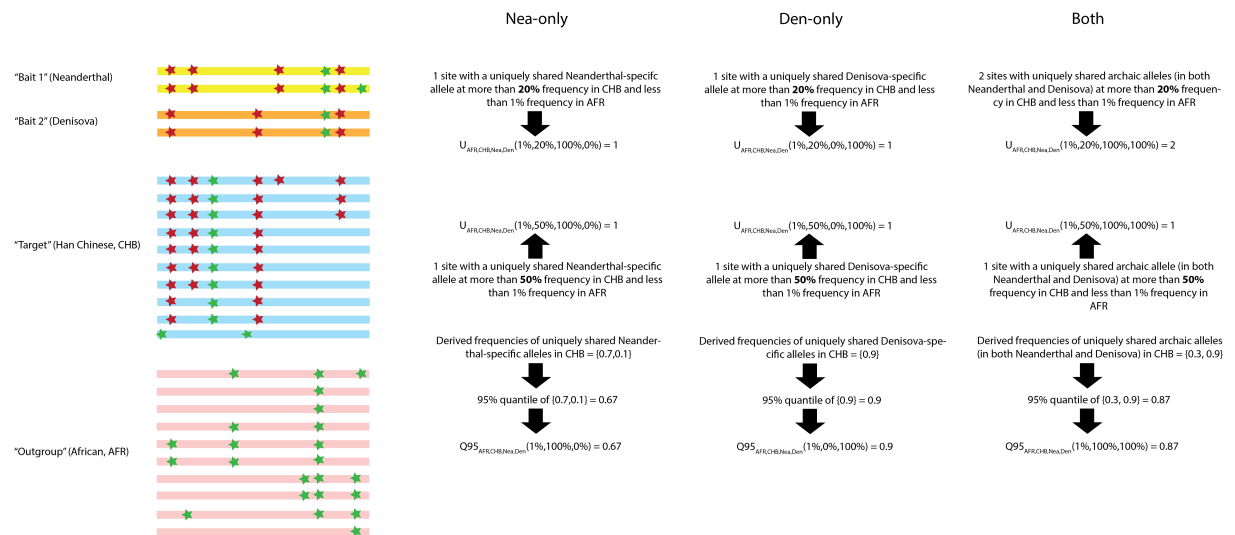 Nea-only
Den-only
Both
"Bait 1" (Neanderthal)
"Bait 2" (Denisova)
"Target" (Han Chinese, CHB)
"Outgroup" (African, AFR)
1 site with a uniquely shared Neanderthal-specifc
allele at more than 20% frequency in CHB and less
than 1% frequency in AFR
U_AFR,CHB,Nea,Den(1%,20%,100%,0%) = 1
U_AFR,CHB,Nea,Den(1%,50%,100%,0%) = 1
1 site with a uniquely shared Neanderthal-specific
allele at more than 50% frequency in CHB and less
than 1% frequency in AFR
Derived frequencies of uniquely shared Neander-
thal-specific alleles in CHB = {0.7,0.1}
95% quantile of {0.7,0.1} = 0.67
Q95_AFR,CHB,Nea,Den(1%,100%,0%) = 0.67
1 site with a uniquely shared Denisova-specific
allele at more than 20% frequency in CHB and less
than 1% frequency in AFR
U_AFR,CHB,Nea,Den(1%,20%,0%,100%) = 1
U_AFR,CHB,Nea,Den(1%,50%,0%,100%) = 1
1 site with a uniquely shared Denisova-specific
allele at more than 50% frequency in CHB and less
than 1% frequency in AFR
Derived frequencies of uniquely shared Denisova-spe-
cific alleles in CHB = {0.9}
95% quantile of {0.9} = 0.9
Q95_AFR,CHB,Nea,Den(1%,0%,100%) = 0.9
2 sites with uniquely shared archaic alleles (in both
Neanderthal and Denisova) at more than 20% frequen-
cy in CHB and less than 1% frequency in AFR
U_AFR,CHB,Nea,Den(1%,20%,100%,100%) = 2
U_AFR,CHB,Nea,Den(1%,50%,100%,100%) = 1
1 site with a uniquely shared archaic allele (in both
Neanderthal and Denisova) at more than 50%
frequency in CHB and less than 1% frequency in
AFR
Derived frequencies of uniquely shared archaic alleles
(in both Neanderthal and Denisova) in CHB = {0.3, 0.9}
95% quantile of {0.3, 0.9} = 0.87
Q95_AFR,CHB,Nea,Den(1%,100%,100%) = 0.87